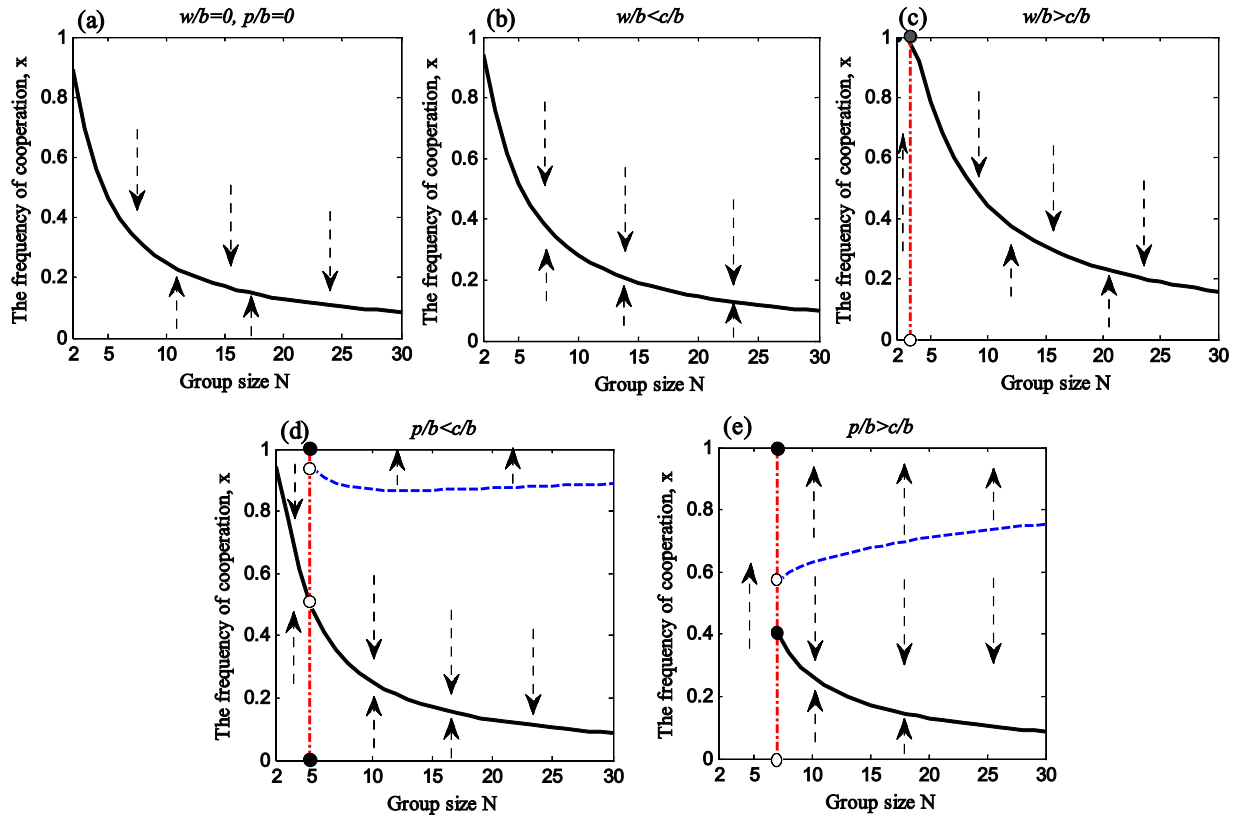 (a)
w/b=0, p/b=0
The frequency of cooperation, x
1
0.8
0.6
0.4
0.2
0
2 5 10 15 20 25 30
Group size N
(b)
w/b<c/b
The frequency of cooperation, x
1
0.8
0.6
0.4
0.2
0
2 5 10 15 20 25 30
Group size N
(c)
w/b>c/b
The frequency of cooperation, x
1
0.8
0.6
0.4
0.2
0
2 5 10 15 20 25 30
Group size N
(d)
p/b<c/b
The frequency of cooperation, x
1
0.8
0.6
0.4
0.2
0
2 5 10 15 20 25 30
Group size N
(e)
p/b>c/b
The frequency of cooperation, x
1
0.8
0.6
0.4
0.2
0
2 5 10 15 20 25 30
Group size N